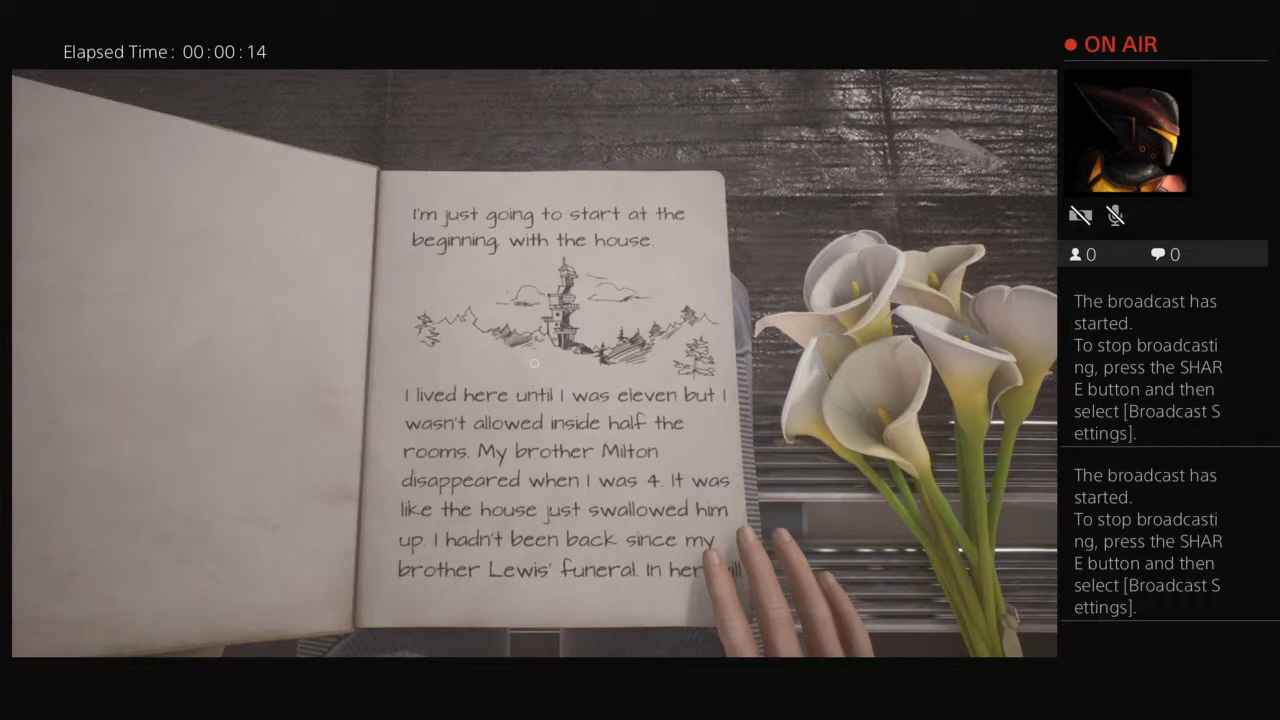 Elapsed Time: 00:00:14
ON AIR
I'm just going to start at the
beginning, with the house.
I lived here until I was eleven but I
wasn't allowed inside half the
rooms. My brother Milton
disappeared when I was 4. It was
like the house just swallowed him
up. I hadn't been back since my
brother Lewis' funeral. In her
0
0
The broadcast has
started.
To stop broadcasti
ng, press the SHAR
E button and then
select [Broadcast S
ettings].
The broadcast has
started.
To stop broadcasti
ng, press the SHAR
E button and then
select [Broadcast S
ettings].